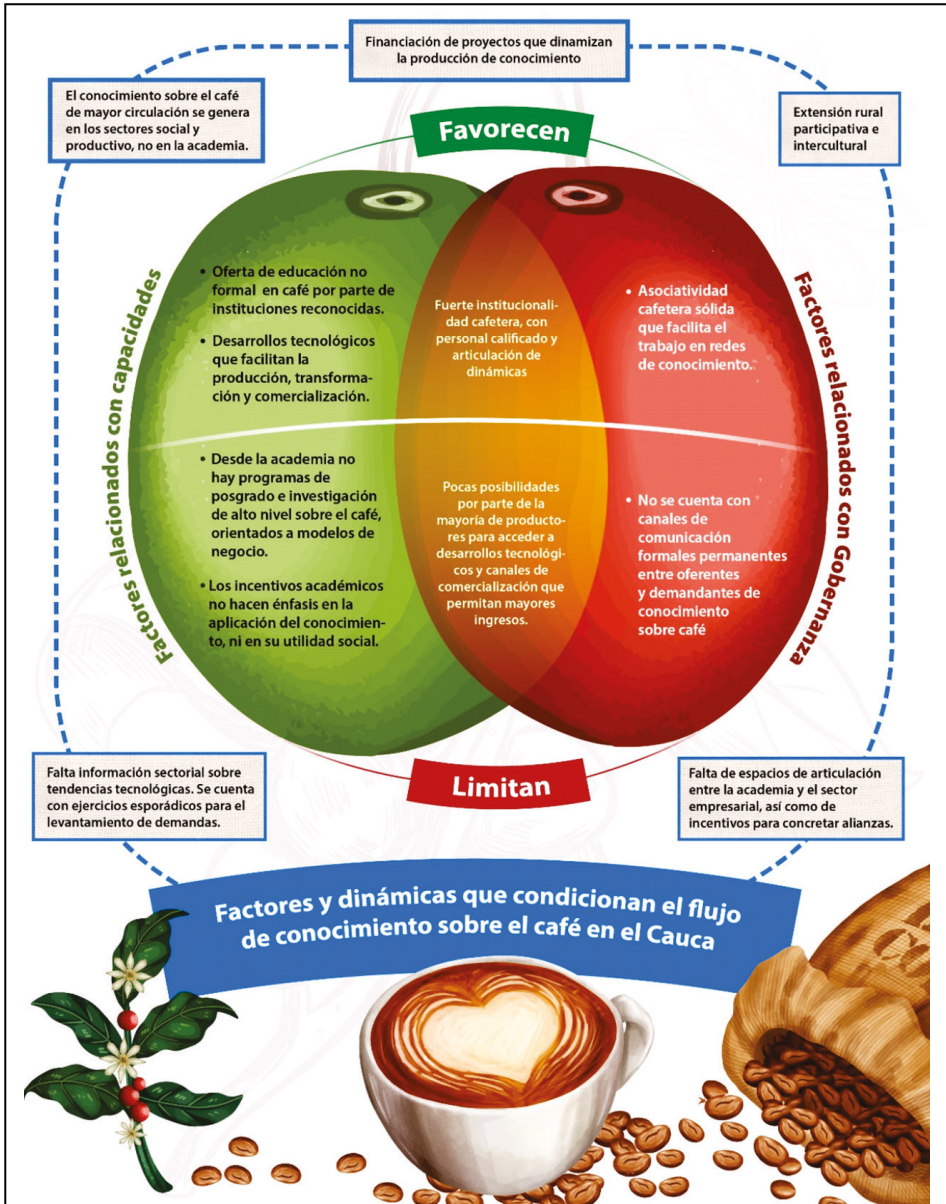 Financiación de proyectos que dinamizan
la producción de conocimiento
El conocimiento sobre el café
de mayor circulación se genera
en los sectores social y
productivo, no en la academia.
Extensión rural
participativa e
intercultural
Favorecen
Factores relacionados con capacidades
• Oferta de educación no
formal en café por parte de
instituciones reconocidas.
• Desarrollos tecnológicos
que facilitan la
producción, transforma-
ción y comercialización.
Fuerte instituciona-
lidad cafetera, con
personal calificado y
articulación de
dinámicas
• Asociatividad
cafetera sólida
que facilita el
trabajo en redes
de conocimiento.
Factores relacionados con Gobernanza
• Desde la academia no
hay programas de
posgrado e investigación
de alto nivel sobre el café,
orientados a modelos de
negocio.
• Los incentivos académicos
no hacen énfasis en la
aplicación del conocimien-
to, ni en su utilidad social.
Pocas posibilidades
por parte de la
mayoría de producto-
res para acceder a
desarrollos tecnológi-
cos y canales de
comercialización que
permitan mayores
ingresos.
• No se cuenta con
canales de
comunicación
formales permanentes
entre oferentes
y demandantes de
conocimiento
sobre café
Limitan
Falta información sectorial sobre
tendencias tecnológicas. Se cuenta
con ejercicios esporádicos para el
levantamiento de demandas.
Falta de espacios de articulación
entre la academia y el sector
empresarial, así como de
incentivos para concretar alianzas.
Factores y dinámicas que condicionan el flujo
de conocimiento sobre el café en el Cauca